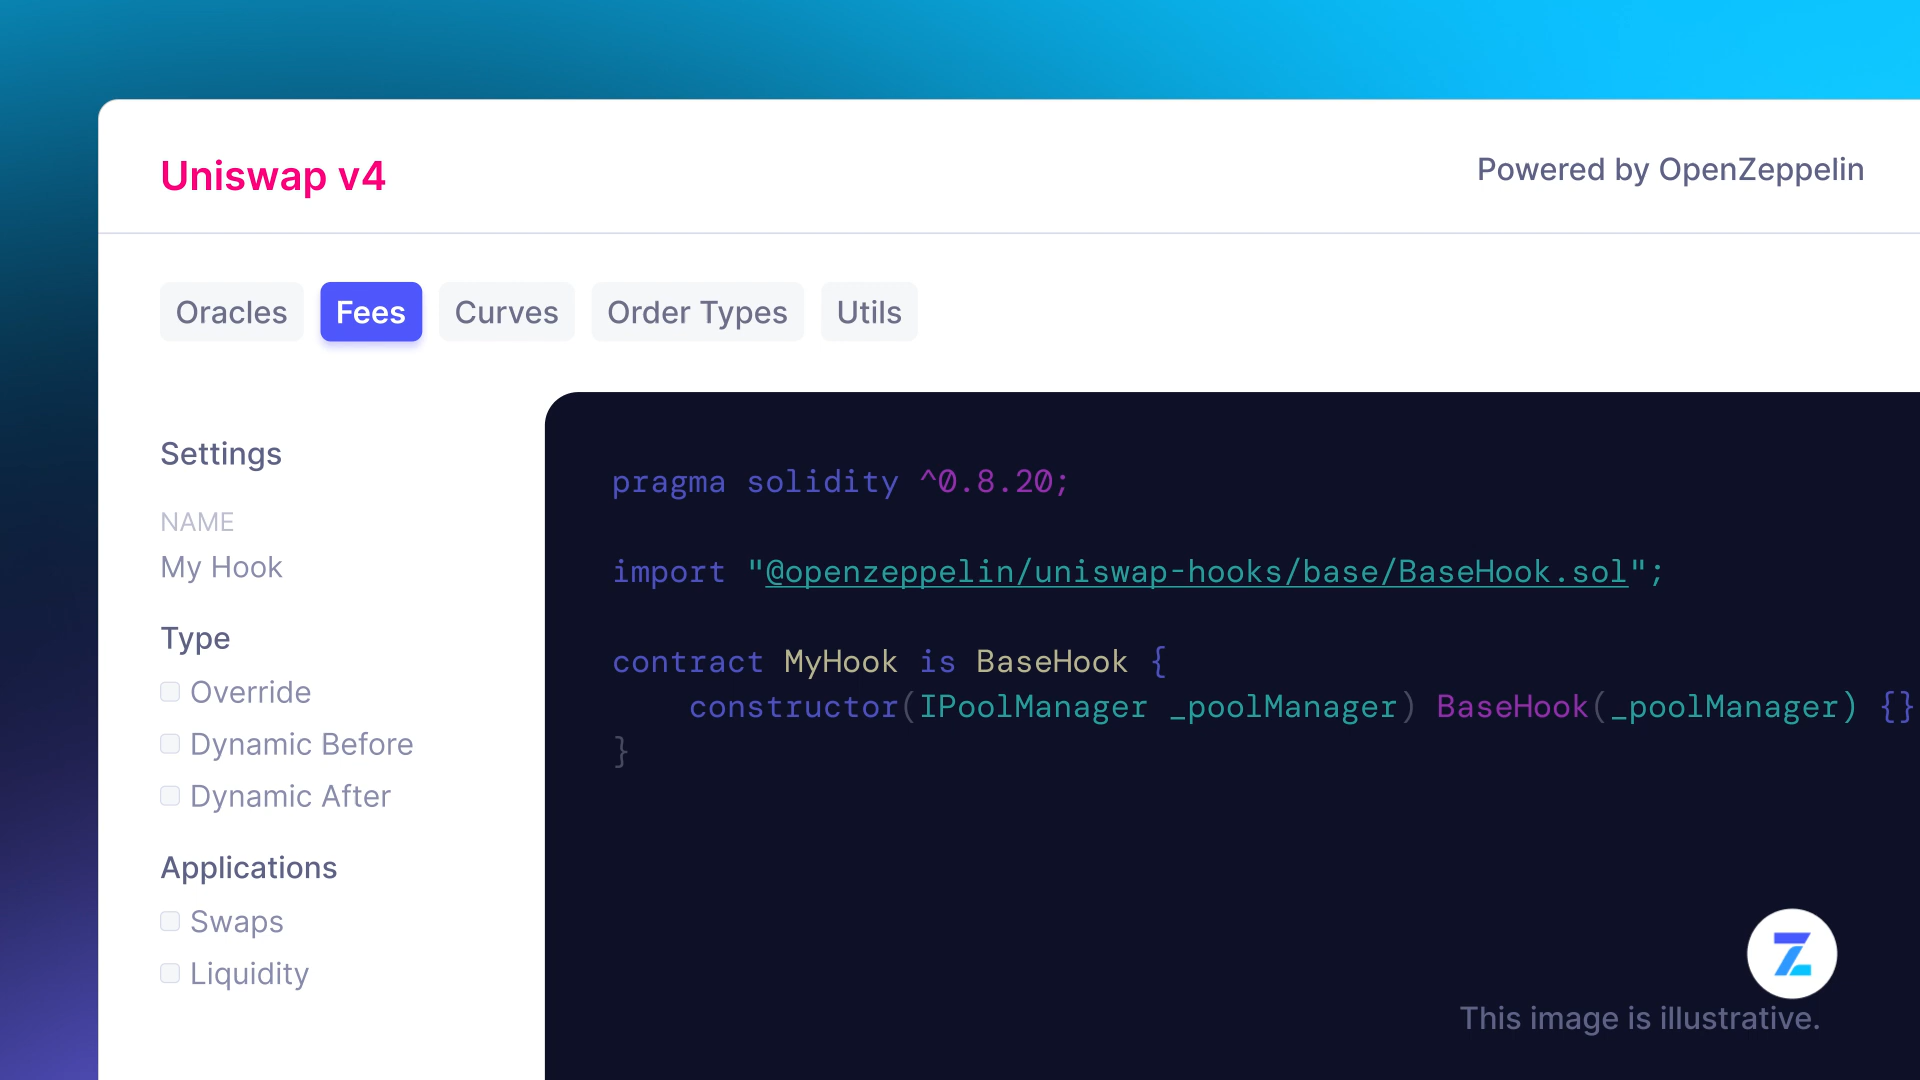 Uniswap v4
Powered by OpenZeppelin
Oracles
Fees
Curves
Order Types
Utils
Settings
NAME
My Hook
Type
Override
Dynamic Before
Dynamic After
Applications
Swaps
Liquidity
pragma solidity ^0.8.20;
import "@openzeppelin/uniswap-hooks/base/BaseHook.sol";
contract MyHook is BaseHook {
    constructor(IPoolManager _poolManager) BaseHook(_poolManager) {}
}
This image is illustrative.